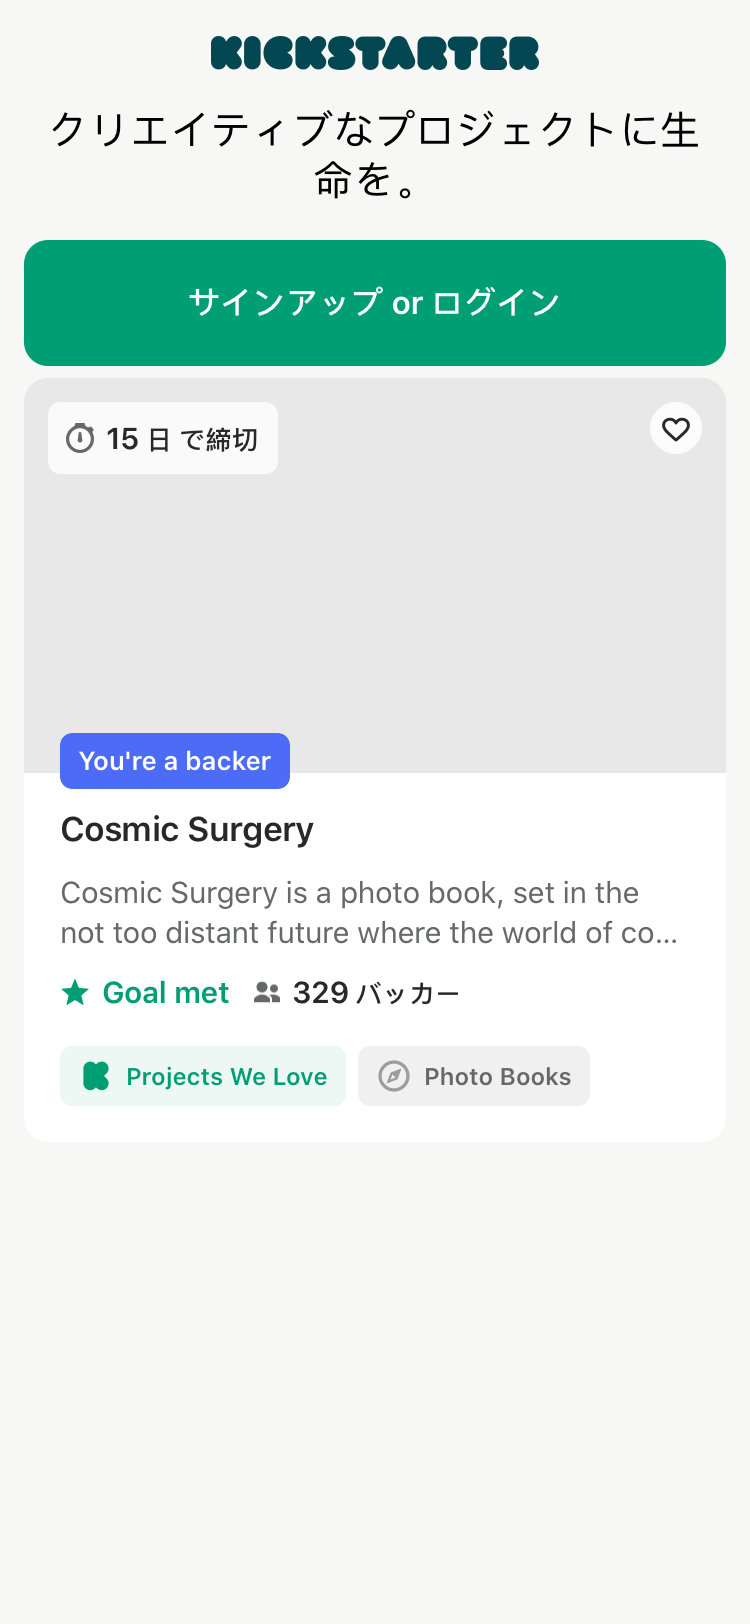 KICKSTARTER
クリエイティブなプロジェクトに生
命を。
サインアップ or ログイン
15 日 で締切
You're a backer
Cosmic Surgery
Cosmic Surgery is a photo book, set in the
not too distant future where the world of co...
Goal met 329 バッカー
Projects We Love Photo Books